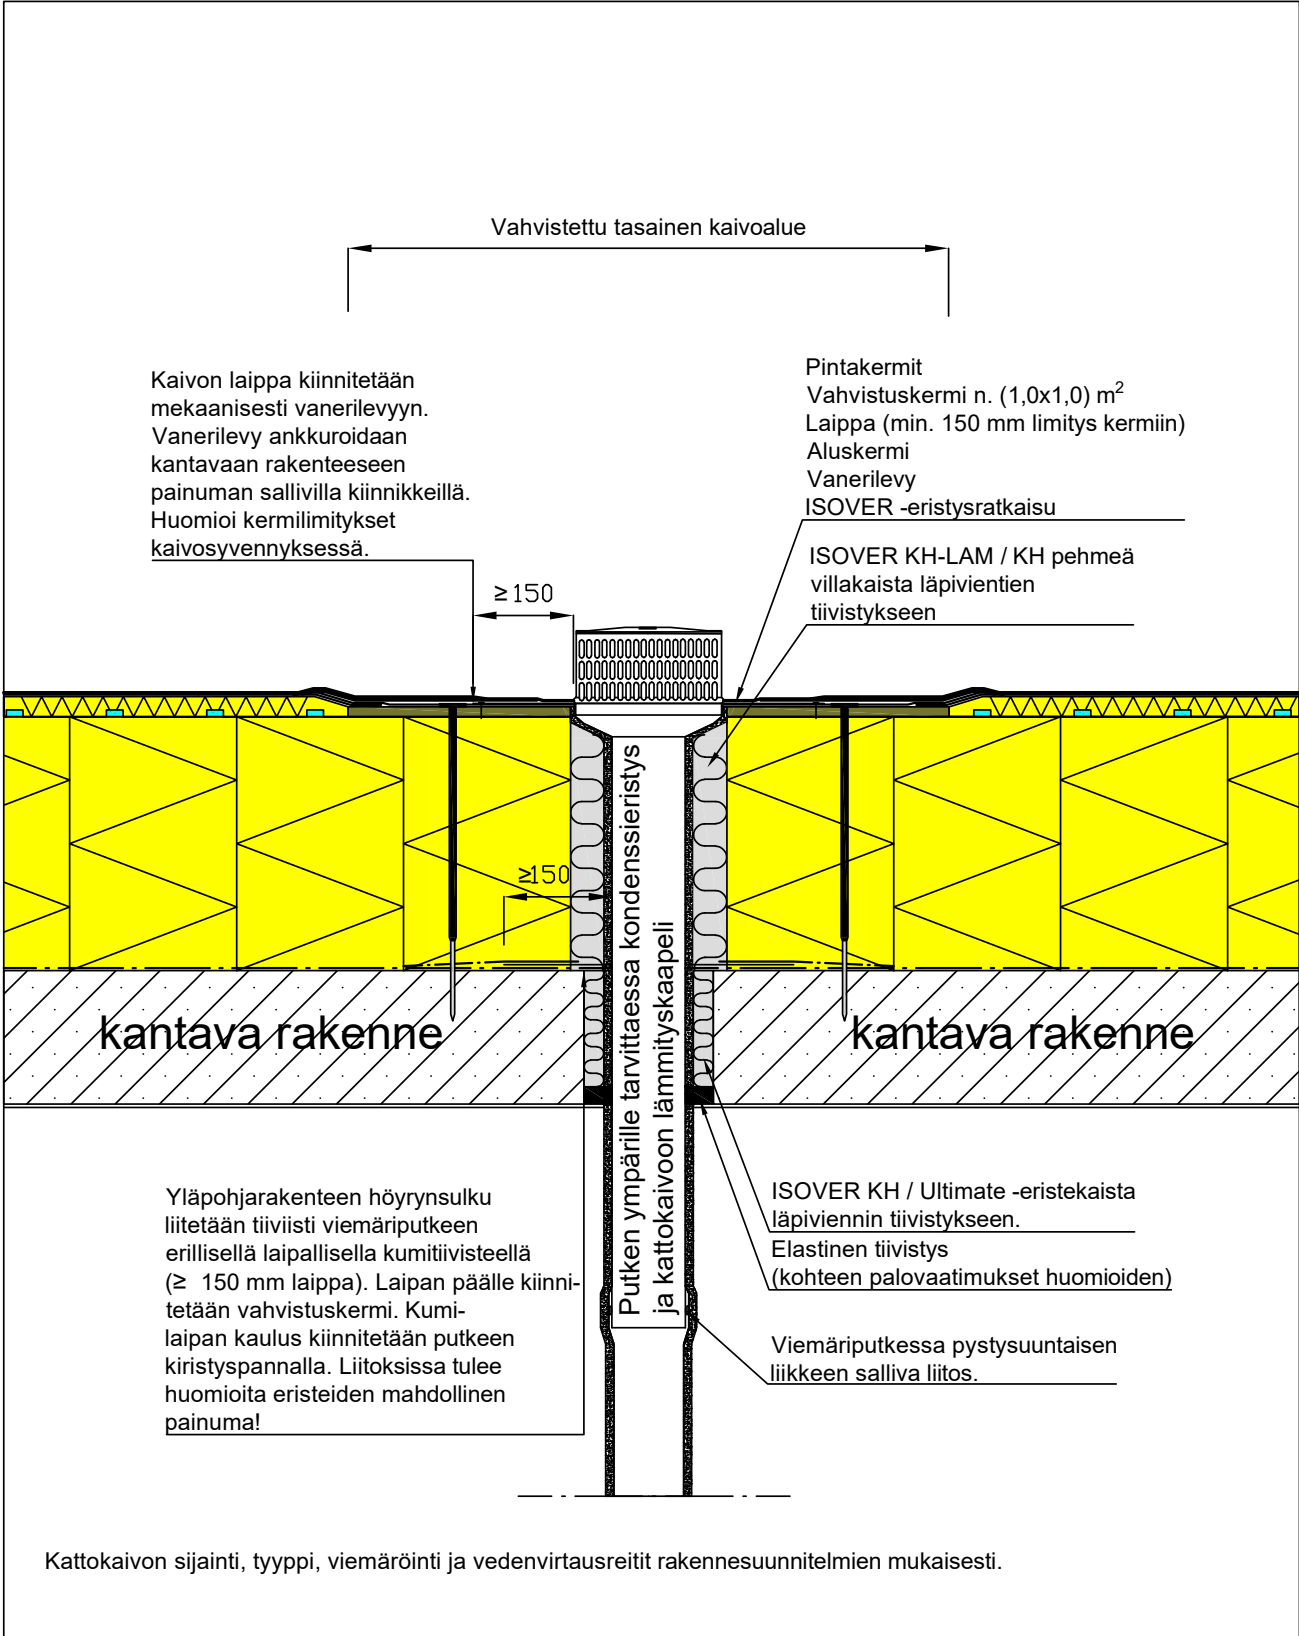 Vahvistettu tasainen kaivoalue
Kaivon laippa kiinnitetään
mekaanisesti vanerilevyyn.
Vanerilevy ankkuroidaan
kantavaan rakenteeseen
painuman sallivilla kiinnikkeillä.
Huomioi kermilimitykset
kaivosyvennyksessä.
Pintakermit
Vahvistuskermi n. (1,0x1,0) m²
Laippa (min. 150 mm limitys kermiin)
Aluskermi
Vanerilevy
ISOVER -eristysratkaisu
ISOVER KH-LAM / KH pehmeä
villakaista läpivientien
tiivistykseen
≥150
≥150
Putken ympärille tarvittaessa kondenssieristys
ja kattokaivoon lämmityskaapeli
kantava rakenne
kantava rakenne
Yläpohjarakenteen höyrynsulku
liitetään tiiviisti viemäriputkeen
erillisellä laipallisella kumitiivisteellä
(≥ 150 mm laippa). Laipan päälle kiinni-
tetään vahvistuskermi. Kumi-
laipan kaulus kiinnitetään putkeen
kiristyspannalla. Liitoksissa tulee
huomioita eristeiden mahdollinen
painuma!
ISOVER KH / Ultimate -eristekaista
läpiviennin tiivistykseen.
Elastinen tiivistys
(kohteen palovaatimukset huomioiden)
Viemäriputkessa pystysuuntaisen
liikkeen salliva liitos.
Kattokaivon sijainti, tyyppi, viemäröinti ja vedenvirtausreitit rakennesuunnitelmien mukaisesti.